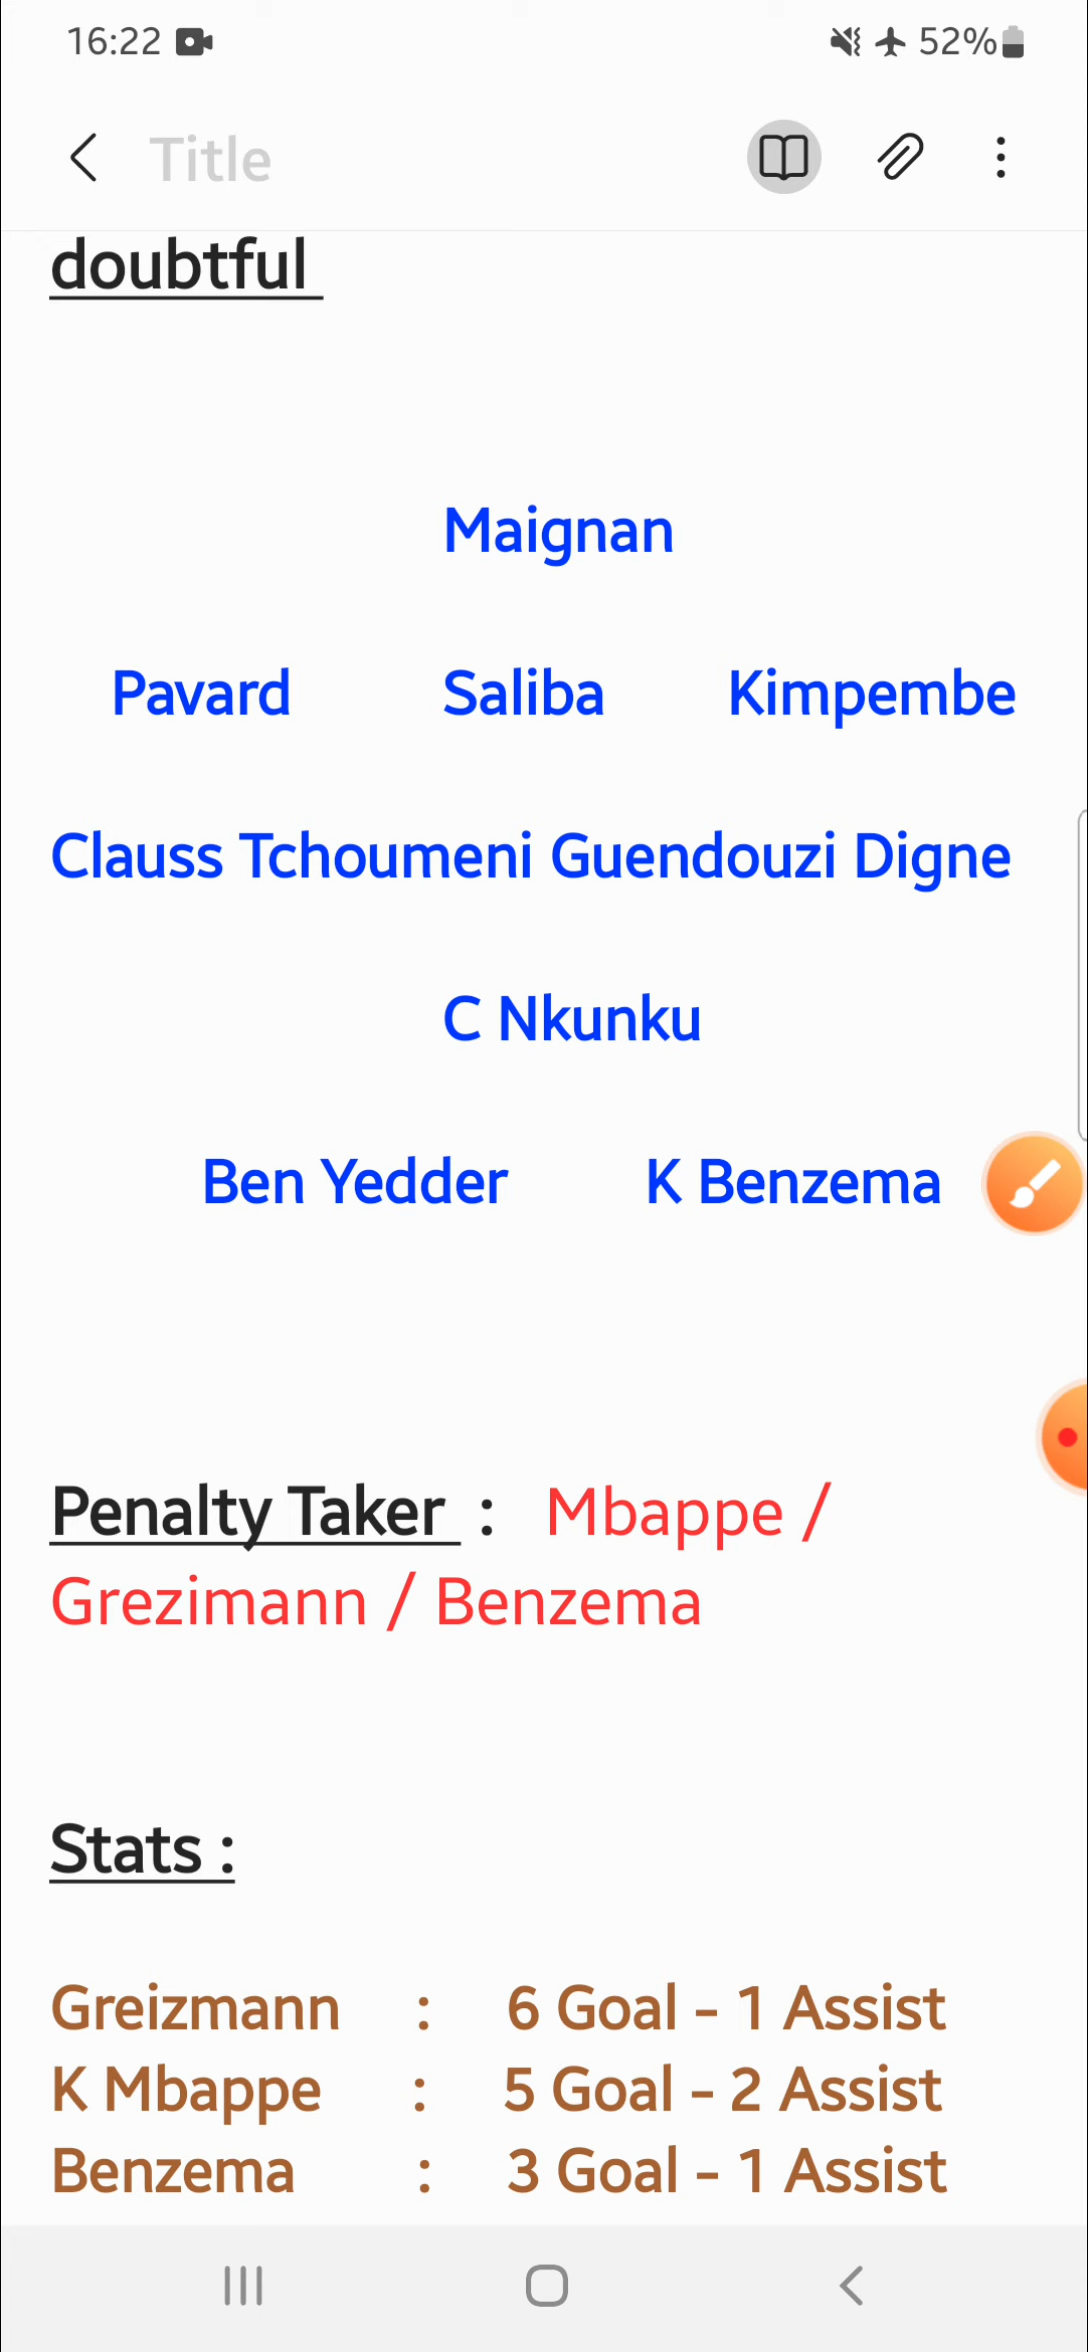 16:22 52%
Title
doubtful
Maignan
Pavard Saliba Kimpembe
Clauss Tchoumeni Guendouzi Digne
C Nkunku
Ben Yedder K Benzema
Penalty Taker : Mbappe /
Grezimann / Benzema
Stats :
Greizmann : 6 Goal - 1 Assist
K Mbappe : 5 Goal - 2 Assist
Benzema : 3 Goal - 1 Assist